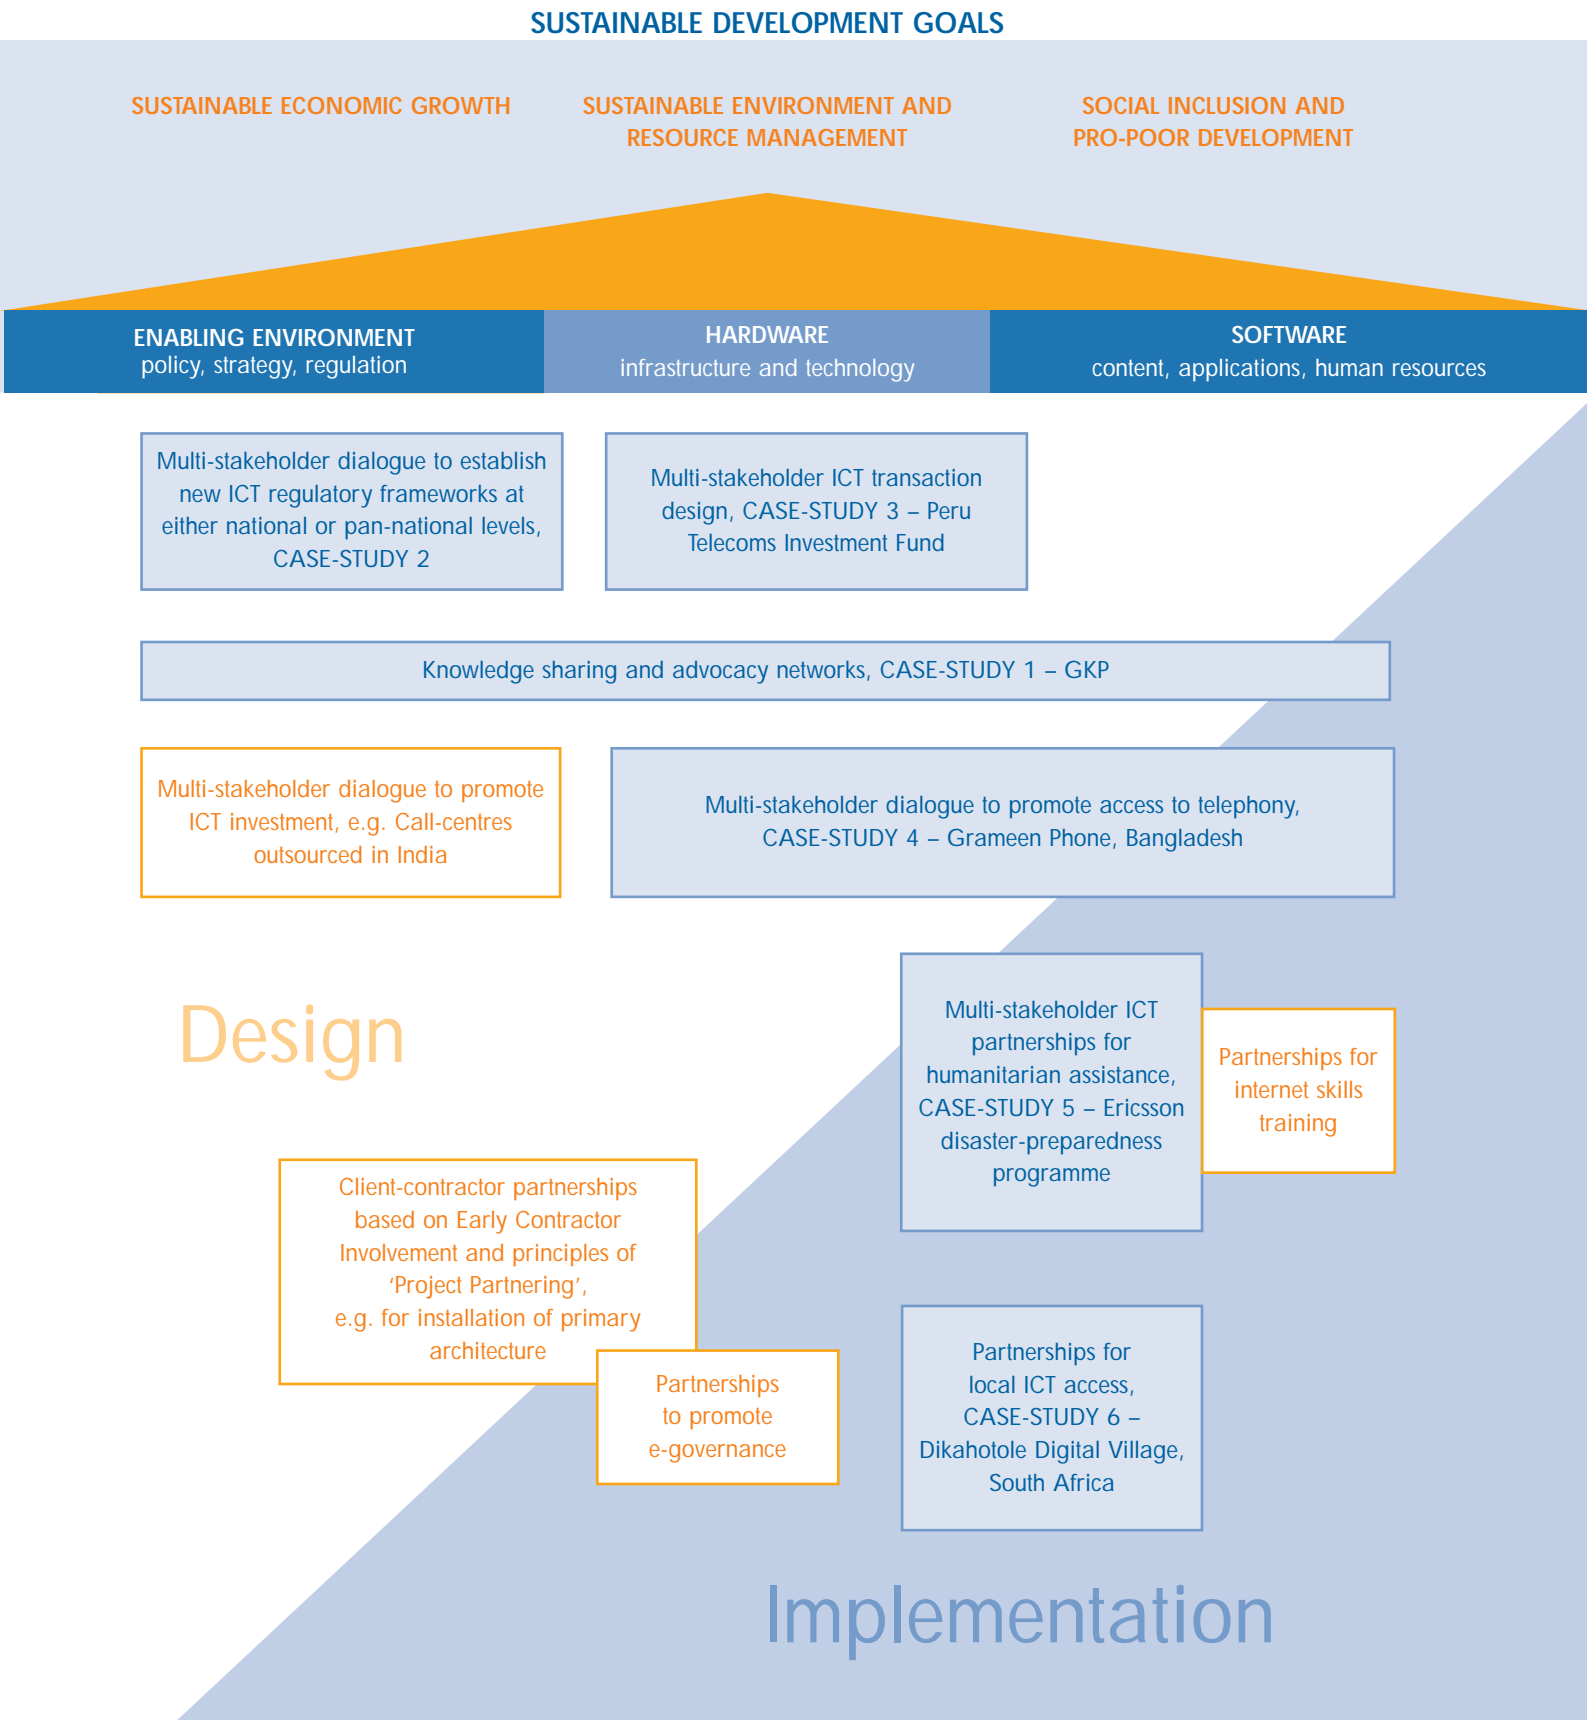 SUSTAINABLE DEVELOPMENT GOALS
SUSTAINABLE ECONOMIC GROWTH
SUSTAINABLE ENVIRONMENT AND
RESOURCE MANAGEMENT
SOCIAL INCLUSION AND
PRO-POOR DEVELOPMENT
ENABLING ENVIRONMENT
policy, strategy, regulation
HARDWARE
infrastructure and technology
SOFTWARE
content, applications, human resources
Multi-stakeholder dialogue to establish
new ICT regulatory frameworks at
either national or pan-national levels,
CASE-STUDY 2
Multi-stakeholder ICT transaction
design, CASE-STUDY 3 – Peru
Telecoms Investment Fund
Knowledge sharing and advocacy networks, CASE-STUDY 1 – GKP
Multi-stakeholder dialogue to promote
ICT investment, e.g. Call-centres
outsourced in India
Multi-stakeholder dialogue to promote access to telephony,
CASE-STUDY 4 – Grameen Phone, Bangladesh
Design
Multi-stakeholder ICT
partnerships for
humanitarian assistance,
CASE-STUDY 5 – Ericsson
disaster-preparedness
programme
Partnerships for
internet skills
training
Client-contractor partnerships
based on Early Contractor
Involvement and principles of
‘Project Partnering’,
e.g. for installation of primary
architecture
Partnerships
to promote
e-governance
Partnerships for
local ICT access,
CASE-STUDY 6 –
Dikahotole Digital Village,
South Africa
Implementation